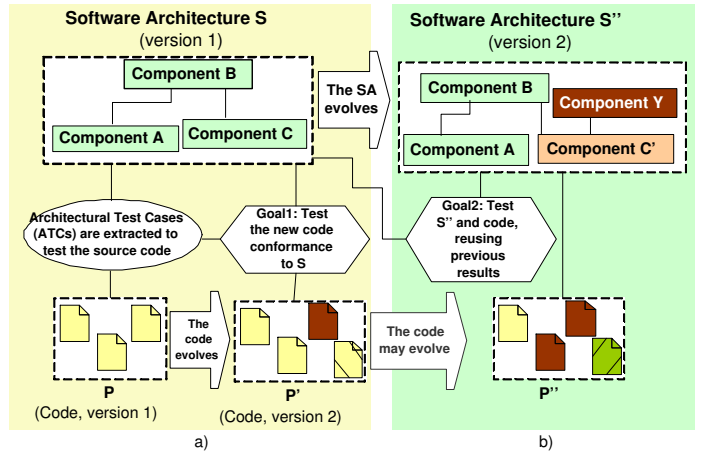 Software Architecture S
(version 1)
Component B
Component A
Component C
The SA
evolves
Software Architecture S''
(version 2)
Component B
Component Y
Component A
Component C'
Architectural Test Cases
(ATCs) are extracted to
test the source code
Goal1: Test
the new code
conformance
to S
Goal2: Test
S'' and code,
reusing
previous
results
The
code
evolves
The code
may evolve
P
(Code, version 1)
P'
(Code, version 2)
P''
a)
b)